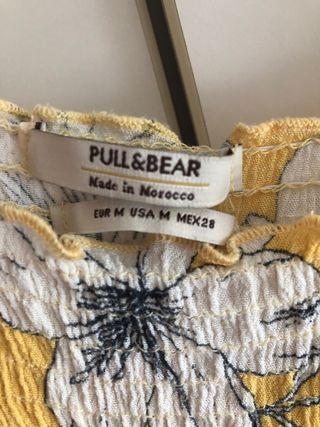 PULL&BEAR
Made in Morocco
EUR M USA M MEX28